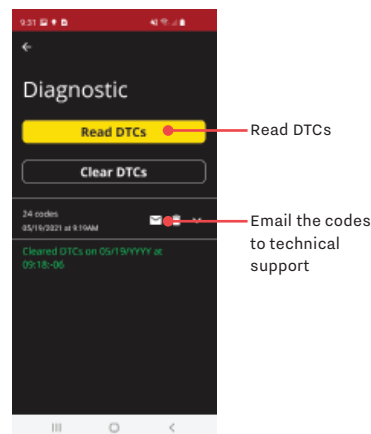 9:31
Diagnostic
Read DTCs
Read DTCs
Clear DTCs
24 codes
05/19/2021 at 9:19AM
Email the codes
to technical
support
Cleared DTCs on 05/19/YYYY at
09:18:-06